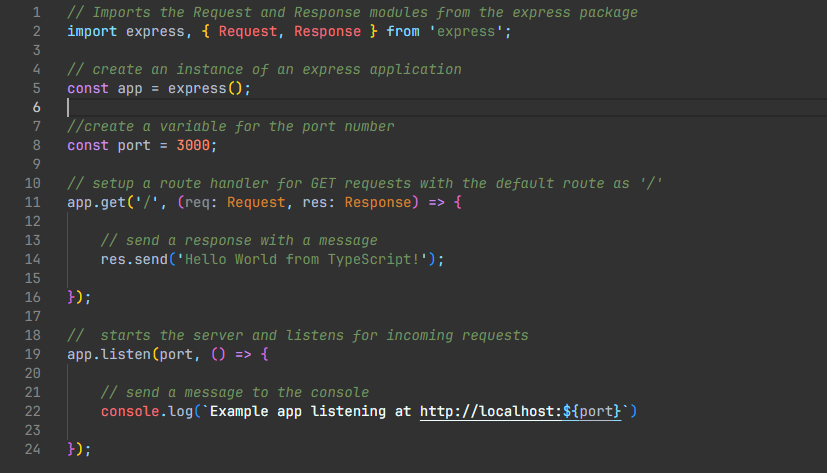 1 // Imports the Request and Response modules from the express package
2 import express, { Request, Response } from 'express';
3
4 // create an instance of an express application
5 const app = express();
6
7 //create a variable for the port number
8 const port = 3000;
9
10 // setup a route handler for GET requests with the default route as '/'
11 app.get('/', (req: Request, res: Response) => {
12
13     // send a response with a message
14     res.send('Hello World from TypeScript!');
15
16 });
17
18 //  starts the server and listens for incoming requests
19 app.listen(port, () => {
20
21     // send a message to the console
22     console.log(`Example app listening at http://localhost:${port}`)
23
24 });